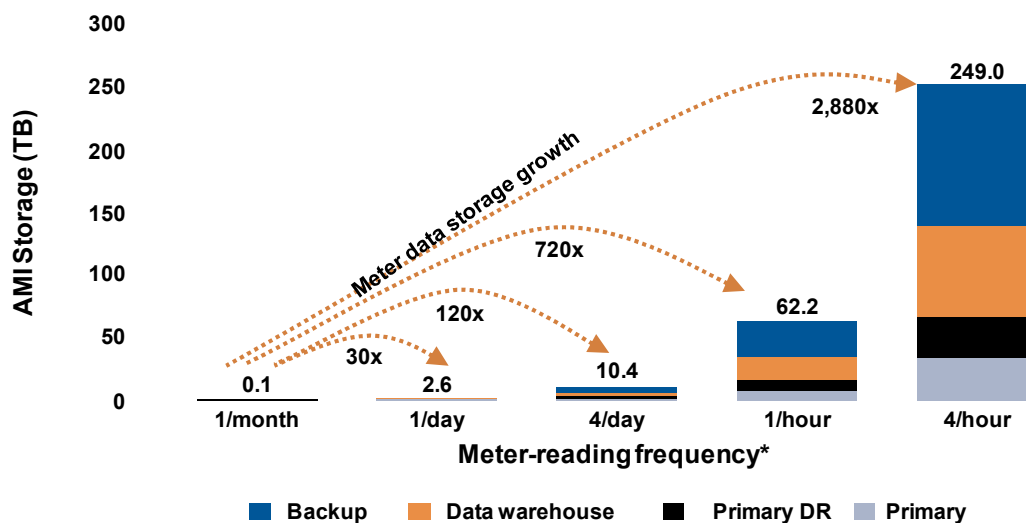 300
250
200
150
100
50
0
AMI Storage (TB)
Meter data storage growth
249.0
2,880x
720x
62.2
120x
30x
10.4
0.1
2.6
1/month
1/day
4/day
1/hour
4/hour
Meter-reading frequency*
Backup
Data warehouse
Primary DR
Primary